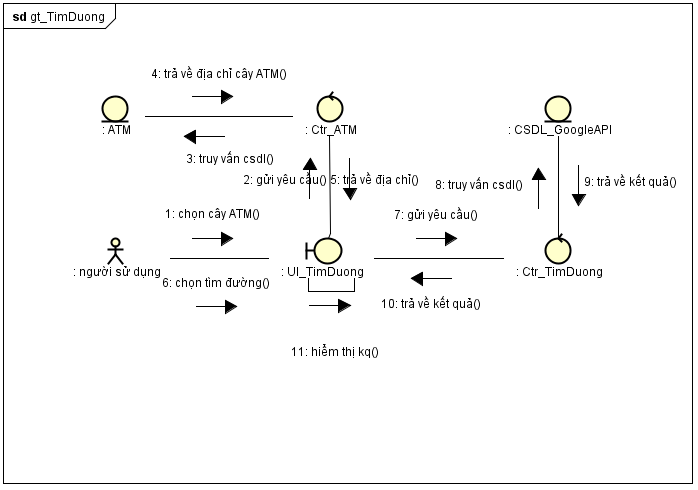 sd gt_TimDuong
4: trả về địa chỉ cây ATM()
: ATM
: Ctr_ATM
: CSDL_GoogleAPI
3: truy vấn csdl()
2: gửi yêu cầu()
5: trả về địa chỉ()
8: truy vấn csdl()
9: trả về kết quả()
1: chọn cây ATM()
7: gửi yêu cầu()
: người sử dụng
: UI_TimDuong
: Ctr_TimDuong
6: chọn tìm đường()
10: trả về kết quả()
11: hiểm thị kq()